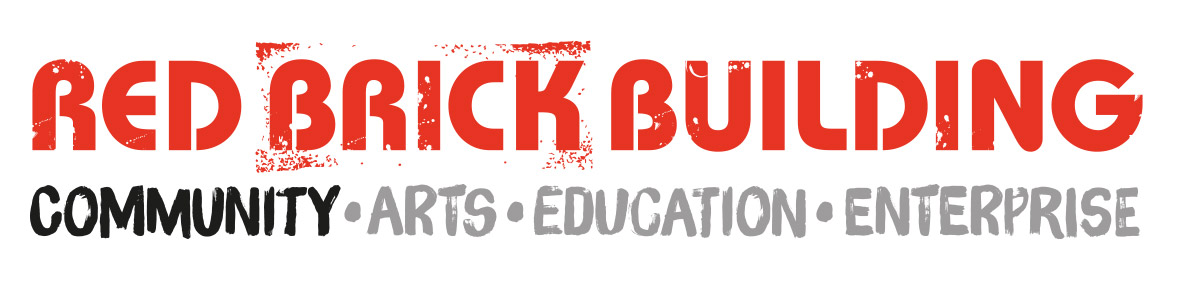 RED BRICK BUILDING
COMMUNITY • ARTS • EDUCATION • ENTERPRISE